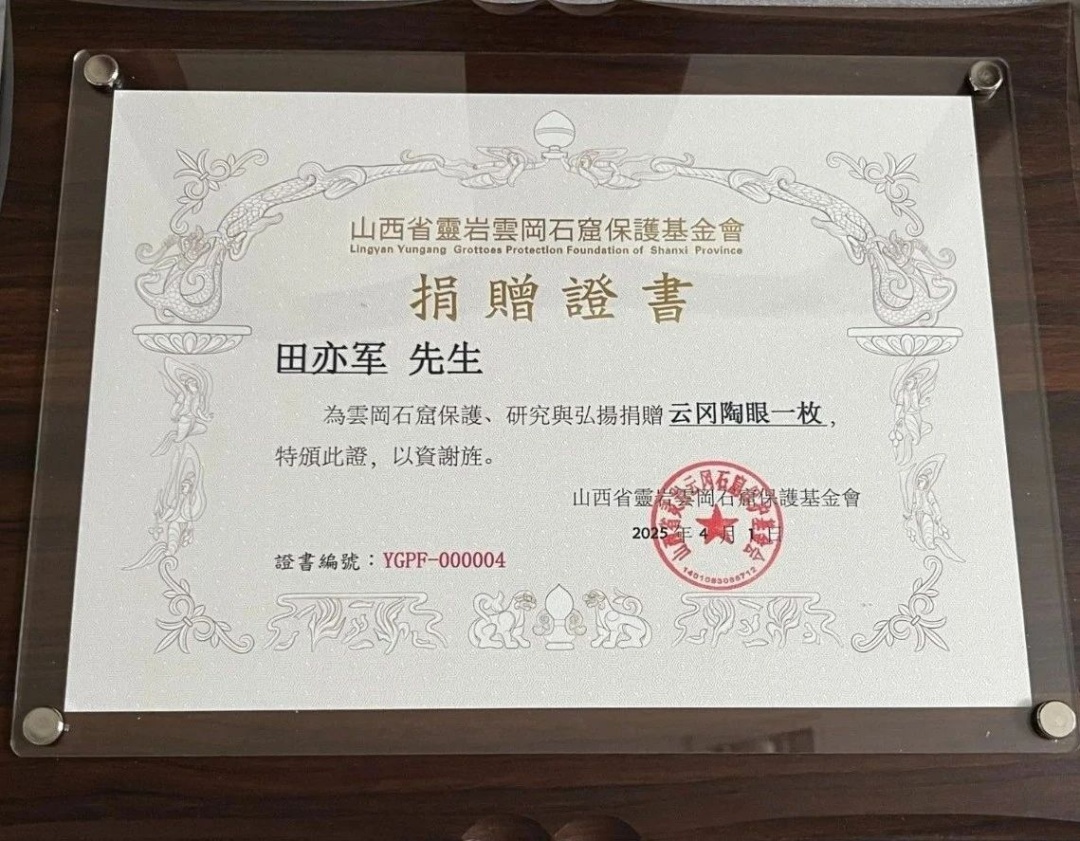 山西省靈岩雲岡石窟保護基金會
Lingyan Yungang Grottoes Protection Foundation of Shanxi Province
捐贈證書
田亦军 先生
為雲岡石窟保護、研究與弘揚捐贈云冈陶眼一枚，
特頒此證，以資謝旌。
山西省靈岩雲岡石窟保護基金會
2025 年 4 月 1 日
證書編號：YGPF-000004